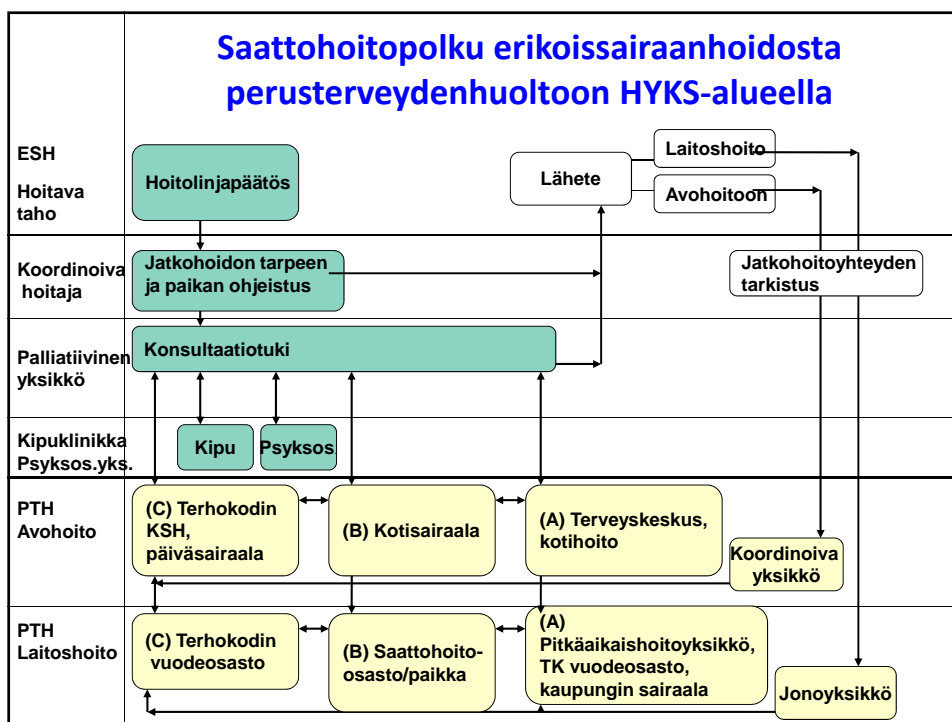 Saattohoitopolku erikoissairaanhoidosta
perusterveydenhuoltoon HYKS-alueella
ESH
Hoitava
taho
Hoitolinjapäätös
Lähete
Laitoshoito
Avohoitoon
Koordinoiva
hoitaja
Jatkohoidon tarpeen
ja paikan ohjeistus
Jatkohoitoyhteyden
tarkistus
Palliatiivinen
yksikkö
Konsultaatiotuki
Kipuklinikka
Psyksos.yks.
Kipu
Psyksos.
PTH
Avohoito
(C) Terhokodin
KSH,
päiväsairaala
(B) Kotisairaala
(A) Terveyskeskus,
kotihoito
Koordinoiva
yksikkö
PTH
Laitoshoito
(C) Terhokodin
vuodeosasto
(B) Saattohoito-
osasto/paikka
(A)
Pitkäaikaishoitoyksikkö,
TK vuodeosasto,
kaupungin sairaala
Jonoyksikkö